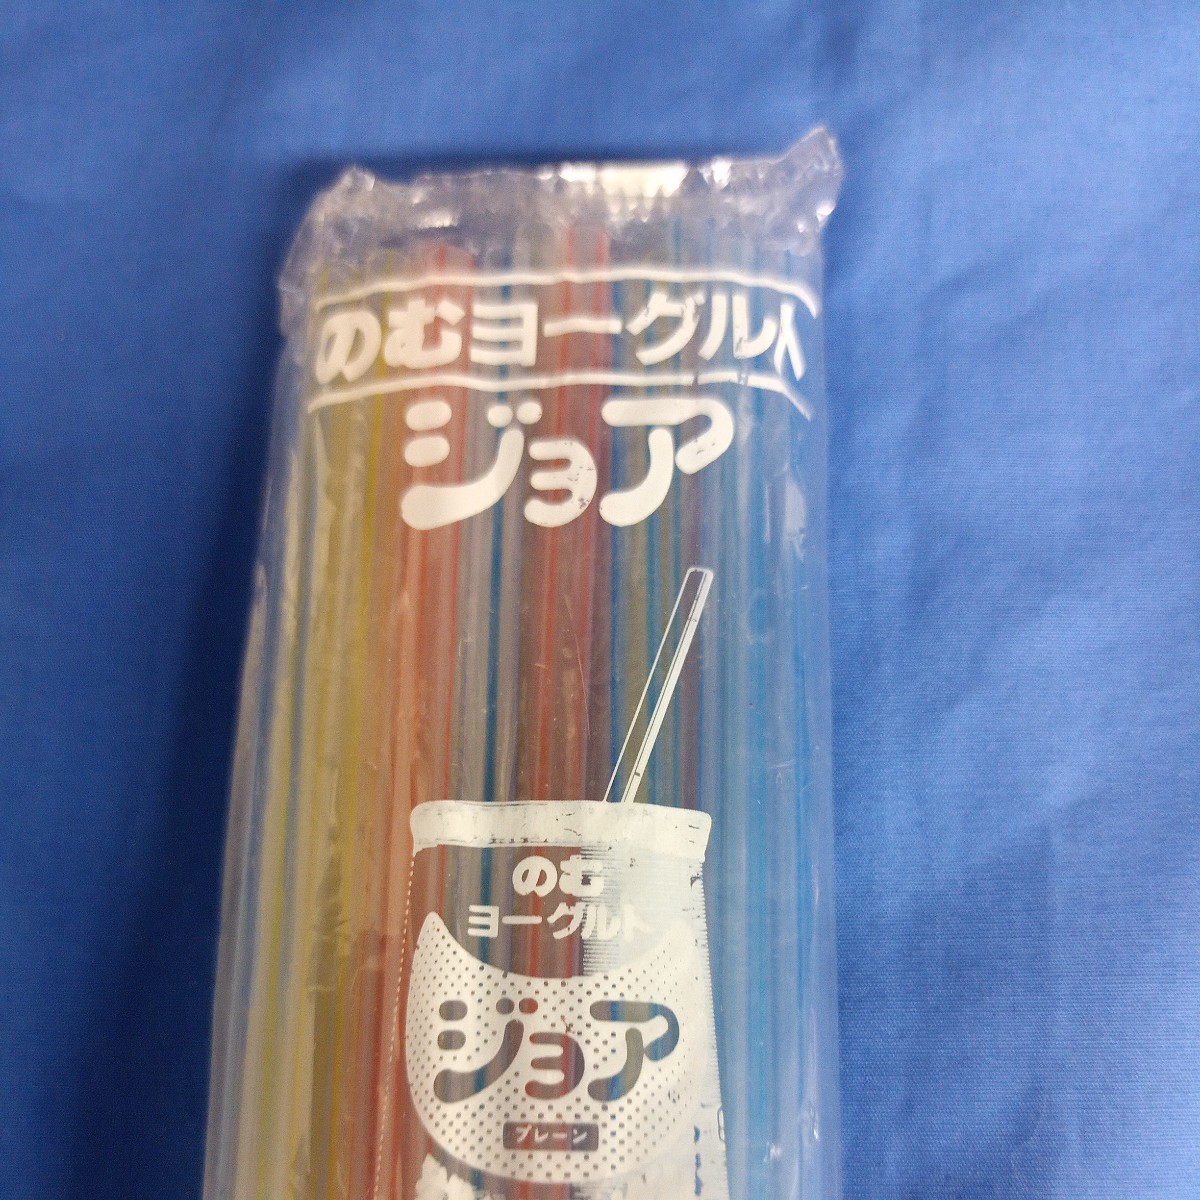 のむヨーグルト
ジョア
のむ
ヨーグルト
ジョア
プレーン